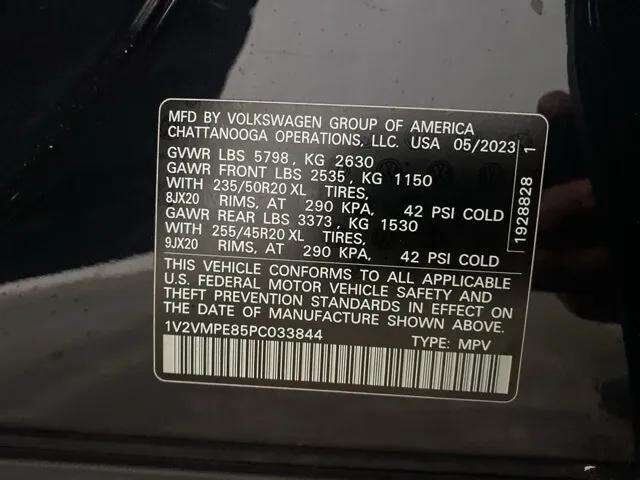 MFD BY VOLKSWAGEN GROUP OF AMERICA
CHATTANOOGA OPERATIONS, LLC. USA 05/2023
GVWR LBS 5798, KG 2630
GAWR FRONT LBS 2535, KG 1150
WITH 235/50R20 XL TIRES,
8JX20 RIMS, AT 290 KPA, 42 PSI COLD
GAWR REAR LBS 3373, KG 1530
WITH 255/45R20 XL TIRES,
9JX20 RIMS, AT 290 KPA, 42 PSI COLD
THIS VEHICLE CONFORMS TO ALL APPLICABLE
U.S. FEDERAL MOTOR VEHICLE SAFETY AND
THEFT PREVENTION STANDARDS IN EFFECT ON
THE DATE OF MANUFACTURE SHOWN ABOVE.
1V2VMPE85PC033844 TYPE: MPV
1928828 1